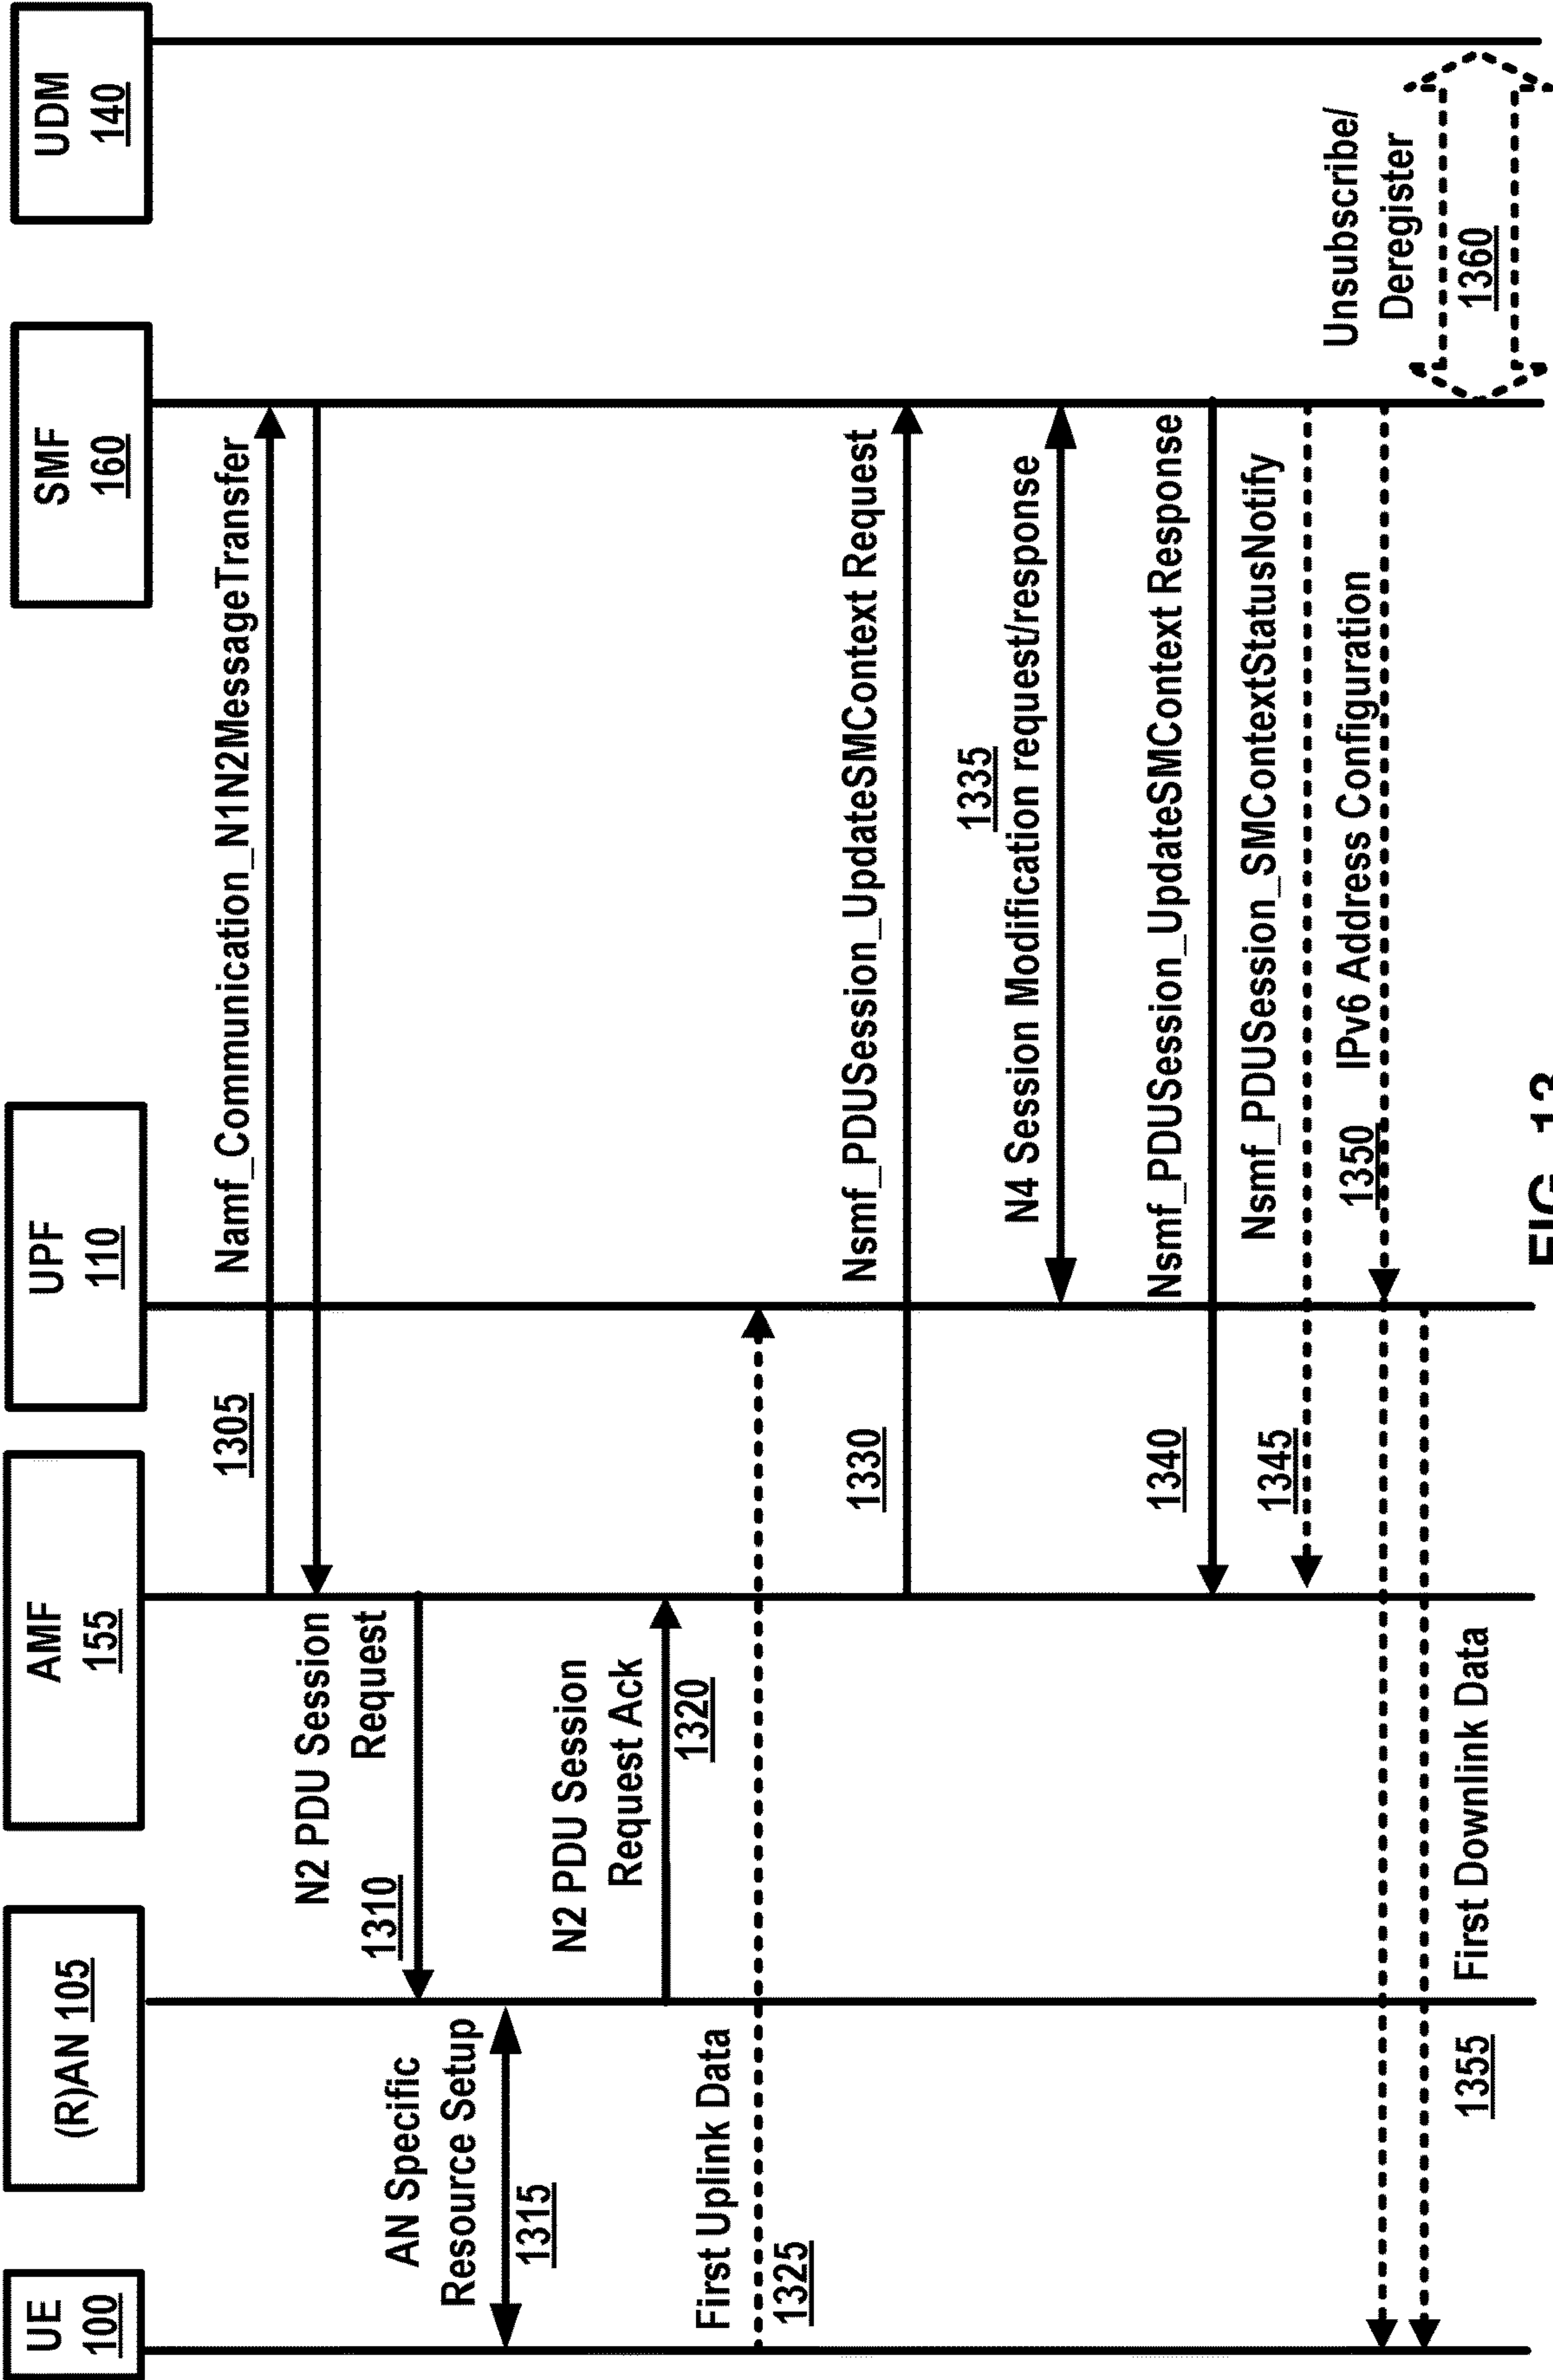 UE
100
(R)AN 105
AMF
155
UPF
110
SMF
160
UDM
140
1305
Namf_Communication_N1N2MessageTransfer
N2 PDU Session
Request
1310
AN Specific
Resource Setup
1315
N2 PDU Session
Request Ack
1320
First Uplink Data
1325
1330
Nsmf_PDUSession_UpdateSMContext Request
1335
N4 Session Modification request/response
1340
Nsmf_PDUSession_UpdateSMContext Response
1345
Nsmf_PDUSession_SMContextStatusNotify
1350
IPv6 Address Configuration
First Downlink Data
1355
Unsubscribe/
Deregister
1360
FIG. 13